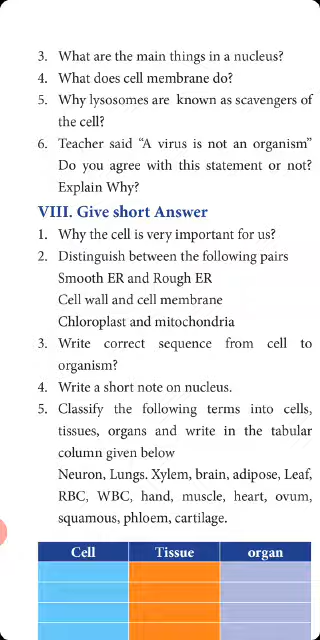 3. What are the main things in a nucleus?
4. What does cell membrane do?
5. Why lysosomes are known as scavengers of
the cell?
6. Teacher said “A virus is not an organism”
Do you agree with this statement or not?
Explain Why?
VIII. Give short Answer
1. Why the cell is very important for us?
2. Distinguish between the following pairs
Smooth ER and Rough ER
Cell wall and cell membrane
Chloroplast and mitochondria
3. Write correct sequence from cell to
organism?
4. Write a short note on nucleus.
5. Classify the following terms into cells,
tissues, organs and write in the tabular
column given below
Neuron, Lungs. Xylem, brain, adipose, Leaf,
RBC, WBC, hand, muscle, heart, ovum,
squamous, phloem, cartilage.
Cell Tissue organ